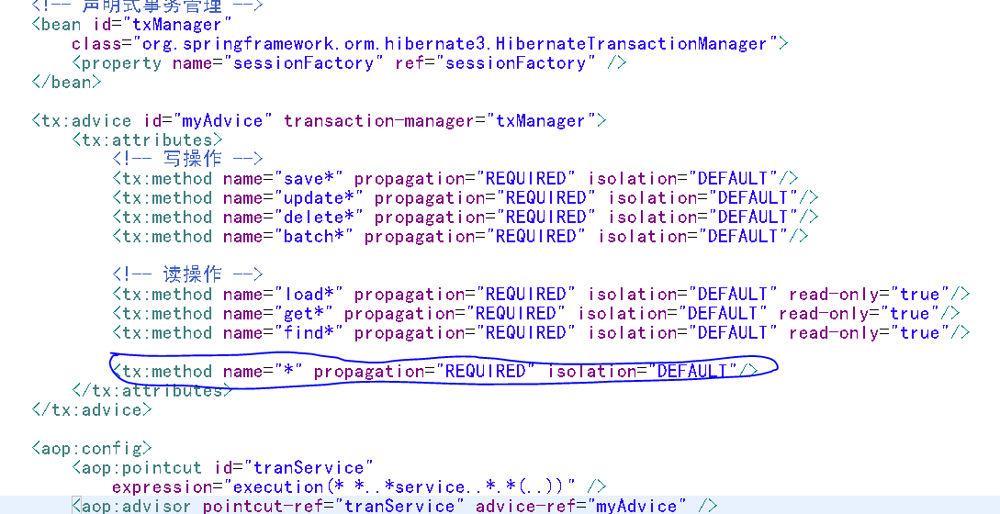 <!-- 声明式事务管理 -->
<bean id="txManager"
class="org.springframework.orm.hibernate3.HibernateTransactionManager">
<property name="sessionFactory" ref="sessionFactory" />
</bean>
<tx:advice id="myAdvice" transaction-manager="txManager">
<tx:attributes>
<!-- 写操作 -->
<tx:method name="save*" propagation="REQUIRED" isolation="DEFAULT"/>
<tx:method name="update*" propagation="REQUIRED" isolation="DEFAULT"/>
<tx:method name="delete*" propagation="REQUIRED" isolation="DEFAULT"/>
<tx:method name="batch*" propagation="REQUIRED" isolation="DEFAULT"/>
<!-- 读操作 -->
<tx:method name="load*" propagation="REQUIRED" isolation="DEFAULT" read-only="true"/>
<tx:method name="get*" propagation="REQUIRED" isolation="DEFAULT" read-only="true"/>
<tx:method name="find*" propagation="REQUIRED" isolation="DEFAULT" read-only="true"/>
<tx:method name="*" propagation="REQUIRED" isolation="DEFAULT"/>
</tx:attributes>
</tx:advice>
<aop:config>
<aop:pointcut id="tranService"
expression="execution(* *..*service..*.*(..))" />
<aop:advisor pointcut-ref="tranService" advice-ref="myAdvice" />